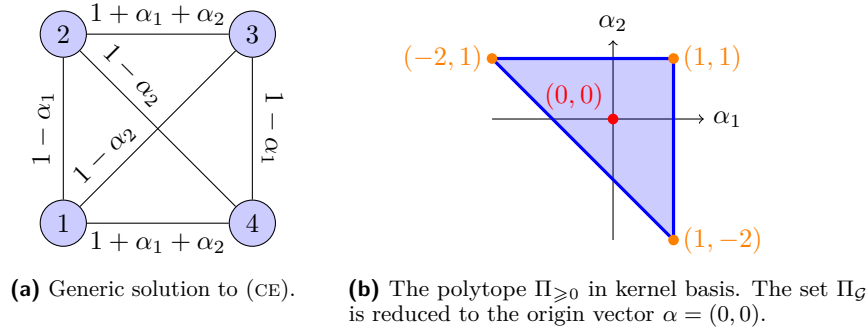 1 + α₁ + α₂
2
3
1 − α₂
1 − α₁
1 − α₁
1 − α₂
1
4
1 + α₁ + α₂
(a) Generic solution to (CE).
α₂
(−2, 1)
(1, 1)
(0, 0)
α₁
(1, −2)
(b) The polytope Π⩾0 in kernel basis. The set Π𝒢
is reduced to the origin vector α = (0, 0).